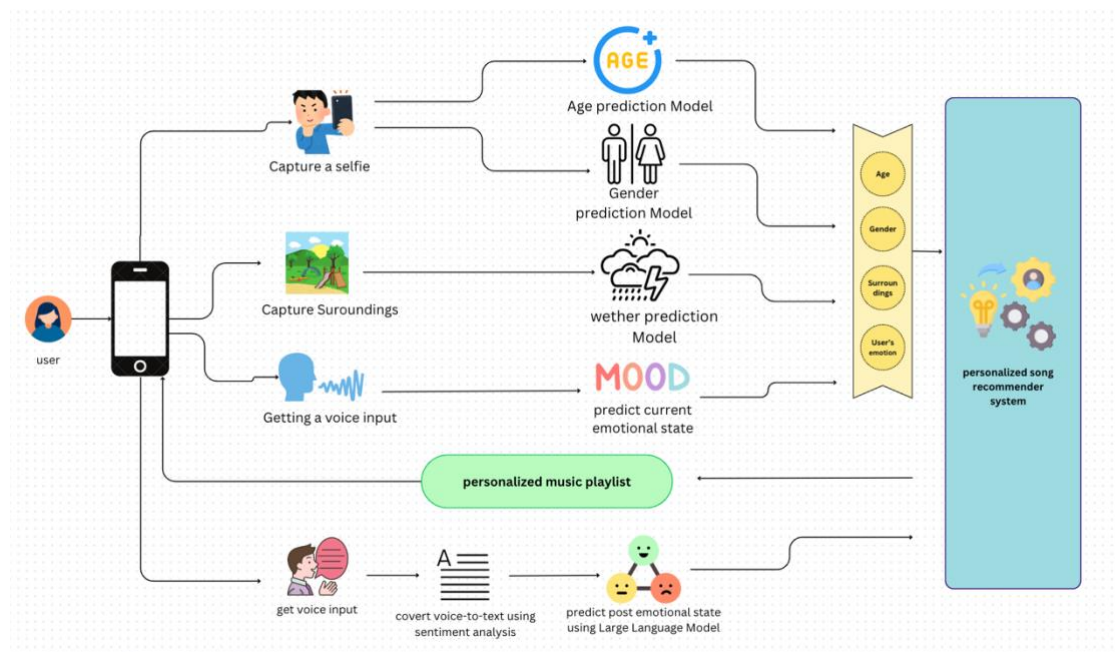 AGE
Age prediction Model
Capture a selfie
Gender
prediction Model
Age
Gender
Surroun
dings
User's
emotion
Capture Suroundings
wether prediction
Model
user
Getting a voice input
MOOD
predict current
emotional state
personalized song
recommender
system
personalized music playlist
A
get voice input
covert voice-to-text using
sentiment analysis
predict post emotional state
using Large Language Model